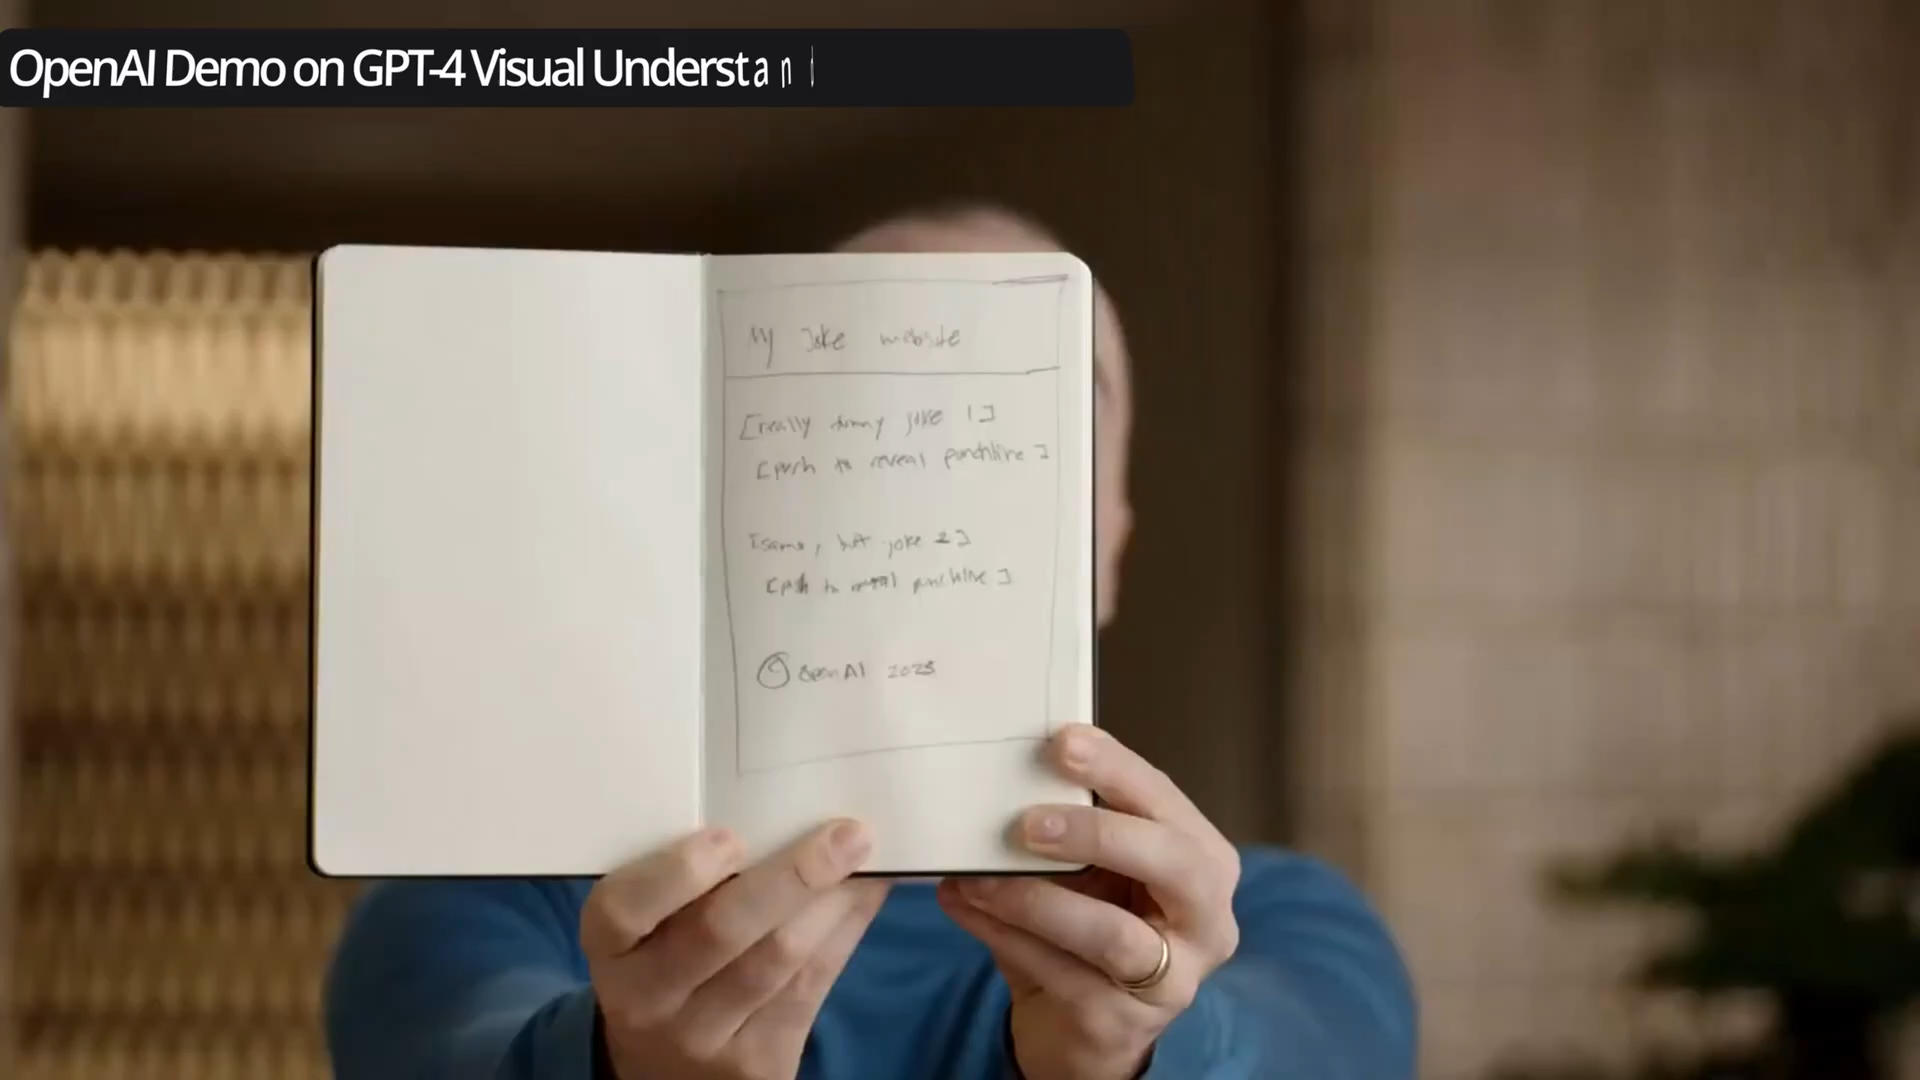 OpenAI Demo on GPT-4 Visual Understan
My Joke website
[really funny joke 1]
[push to reveal punchline]
[same, but joke 2]
[push to reveal punchline]
© OpenAI 2023